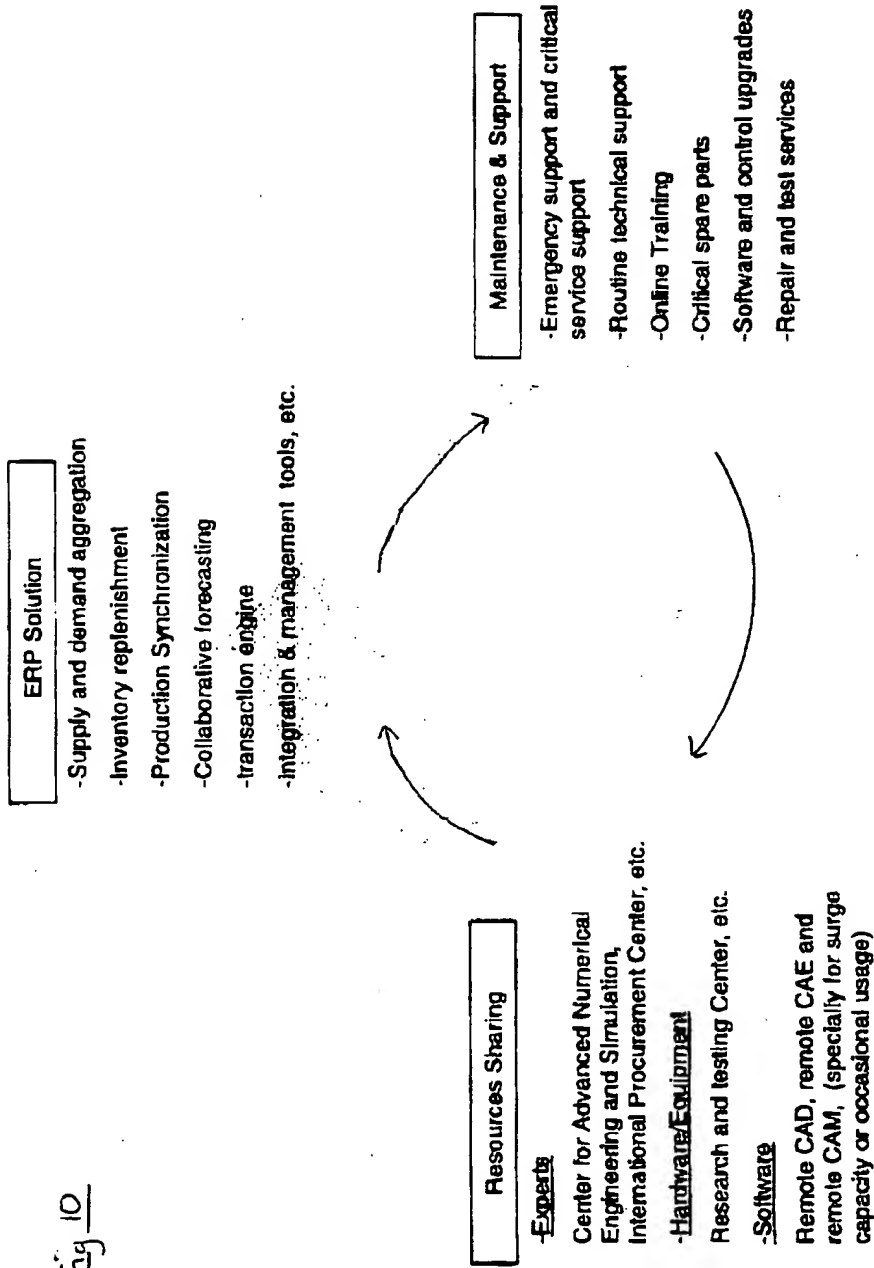 ERP Solution
-Supply and demand aggregation
-Inventory replenishment
-Production Synchronization
-Collaborative forecasting
-transaction engine
-integration & management tools, etc.
Resources Sharing
-Experts
Center for Advanced Numerical
Engineering and Simulation,
International Procurement Center, etc.
-Hardware/Equipment
Research and testing Center, etc.
-Software
Remote CAD, remote CAE and
remote CAM, (specially for surge
capacity or occasional usage)
Maintenance & Support
-Emergency support and critical
service support
-Routine technical support
-Online Training
-Critical spare parts
-Software and control upgrades
-Repair and test services
10